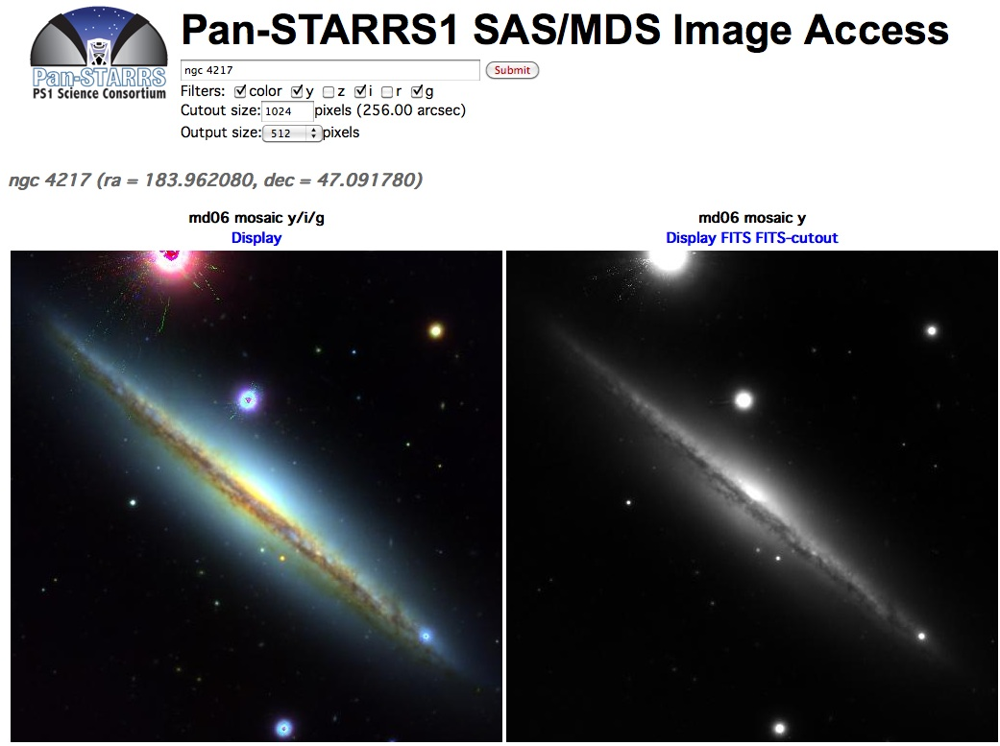 Pan-STARRS
PS1 Science Consortium
Pan-STARRS1 SAS/MDS Image Access
ngc 4217 Submit
Filters: color y z i r g
Cutout size: 1024 pixels (256.00 arcsec)
Output size: 512 pixels
ngc 4217 (ra = 183.962080, dec = 47.091780)
md06 mosaic y/i/g
Display
md06 mosaic y
Display FITS FITS-cutout